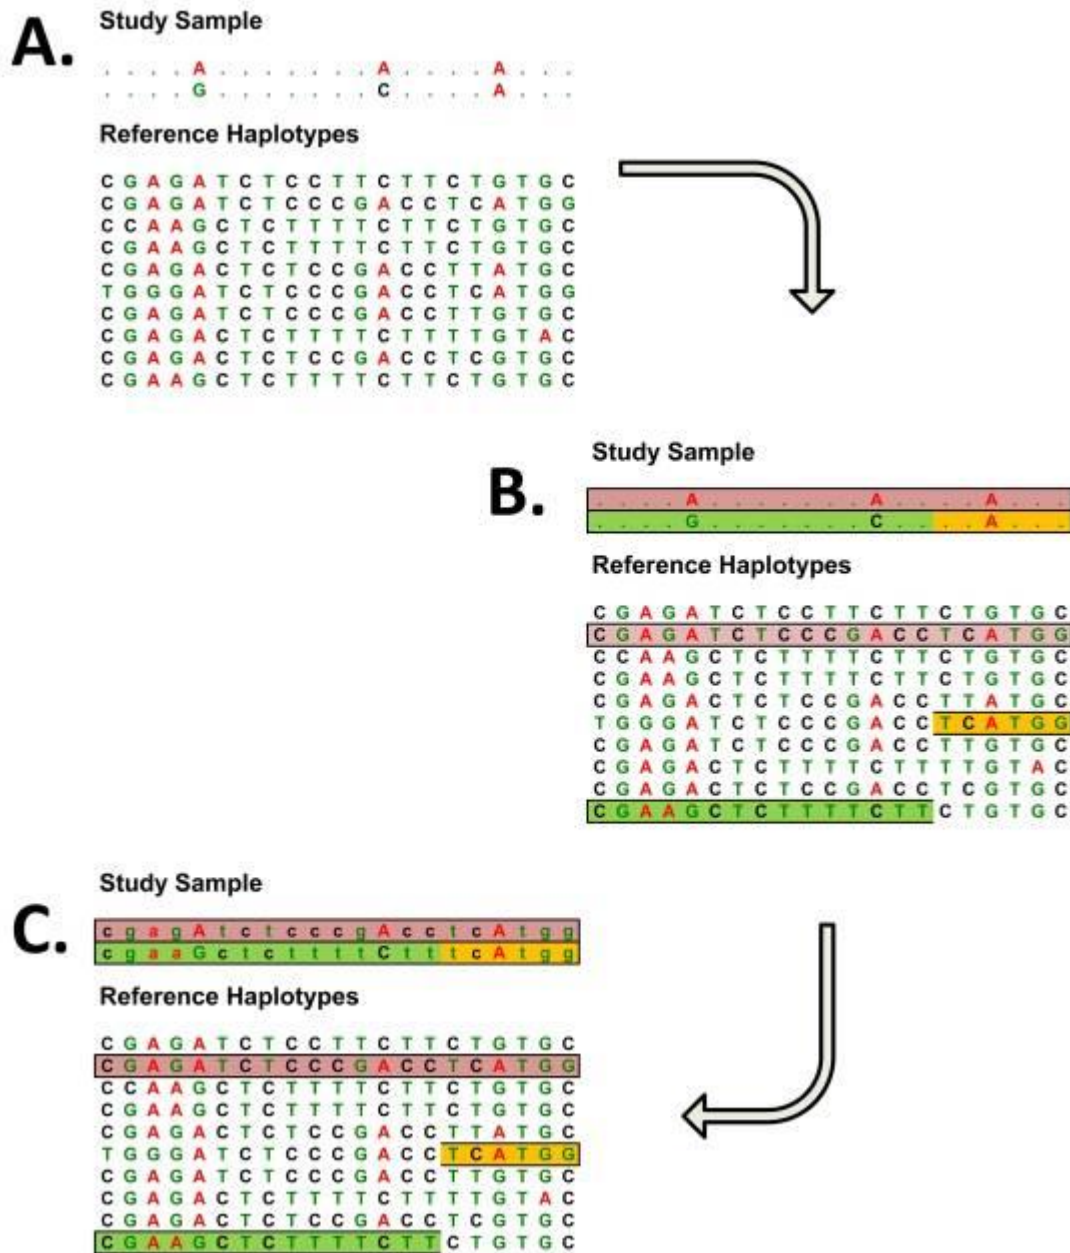 A.
Study Sample
. . . . A . . . . . . . A . . . . A . . .
. . . . G . . . . . . . C . . . . A . . .
Reference Haplotypes
C G A G A T C T C C T T C T T C T G T G C
C G A G A T C T C C C G A C C T C A T G G
C C A A G C T C T T T T C T T C T G T G C
C G A A G C T C T T T T C T T C T G T G C
C G A G A C T C T C C G A C C T T A T G C
T G G G A T C T C C C G A C C T C A T G G
C G A G A T C T C C C G A C C T T G T G C
C G A G A C T C T T T T C T T T T G T A C
C G A G A C T C T C C G A C C T C G T G C
C G A A G C T C T T T T C T T C T G T G C
B.
Study Sample
. . . . A . . . . . . . A . . . . A . . .
. . . . G . . . . . . . C . . . . A . . .
Reference Haplotypes
C G A G A T C T C C T T C T T C T G T G C
C G A G A T C T C C C G A C C T C A T G G
C C A A G C T C T T T T C T T C T G T G C
C G A A G C T C T T T T C T T C T G T G C
C G A G A C T C T C C G A C C T T A T G C
T G G G A T C T C C C G A C C T C A T G G
C G A G A T C T C C C G A C C T T G T G C
C G A G A C T C T T T T C T T T T G T A C
C G A G A C T C T C C G A C C T C G T G C
C G A A G C T C T T T T C T T C T G T G C
C.
Study Sample
c g a g A t c t c c c g A c c t c A t g g
c g a a G c t c t t t t C t t t c A t g g
Reference Haplotypes
C G A G A T C T C C T T C T T C T G T G C
C G A G A T C T C C C G A C C T C A T G G
C C A A G C T C T T T T C T T C T G T G C
C G A A G C T C T T T T C T T C T G T G C
C G A G A C T C T C C G A C C T T A T G C
T G G G A T C T C C C G A C C T C A T G G
C G A G A T C T C C C G A C C T T G T G C
C G A G A C T C T T T T C T T T T G T A C
C G A G A C T C T C C G A C C T C G T G C
C G A A G C T C T T T T C T T C T G T G C